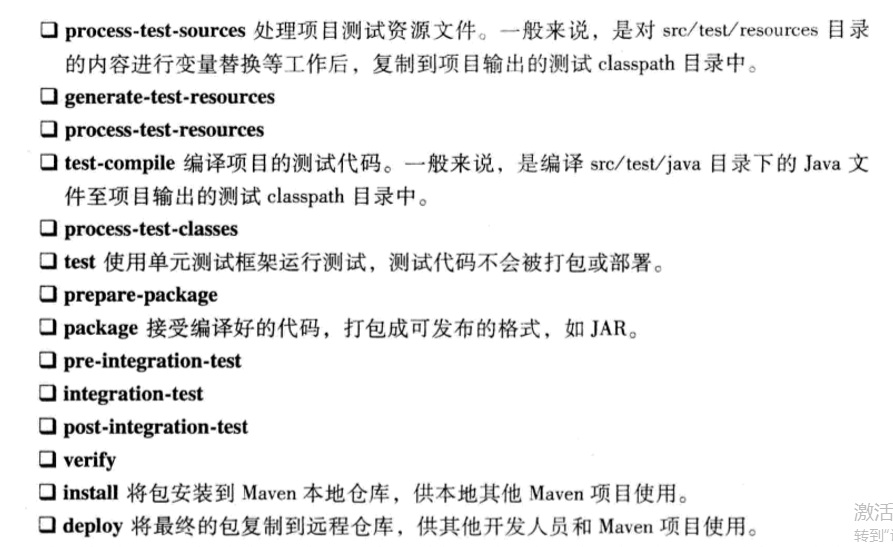 ❑ process-test-sources 处理项目测试资源文件。一般来说，是对 src/test/resources 目录
的内容进行变量替换等工作后，复制到项目输出的测试 classpath 目录中。
❑ generate-test-resources
❑ process-test-resources
❑ test-compile 编译项目的测试代码。一般来说，是编译 src/test/java 目录下的 Java 文
件至项目输出的测试 classpath 目录中。
❑ process-test-classes
❑ test 使用单元测试框架运行测试，测试代码不会被打包或部署。
❑ prepare-package
❑ package 接受编译好的代码，打包成可发布的格式，如 JAR。
❑ pre-integration-test
❑ integration-test
❑ post-integration-test
❑ verify
❑ install 将包安装到 Maven 本地仓库，供本地其他 Maven 项目使用。
❑ deploy 将最终的包复制到远程仓库，供其他开发人员和 Maven 项目使用。
激活
转到"